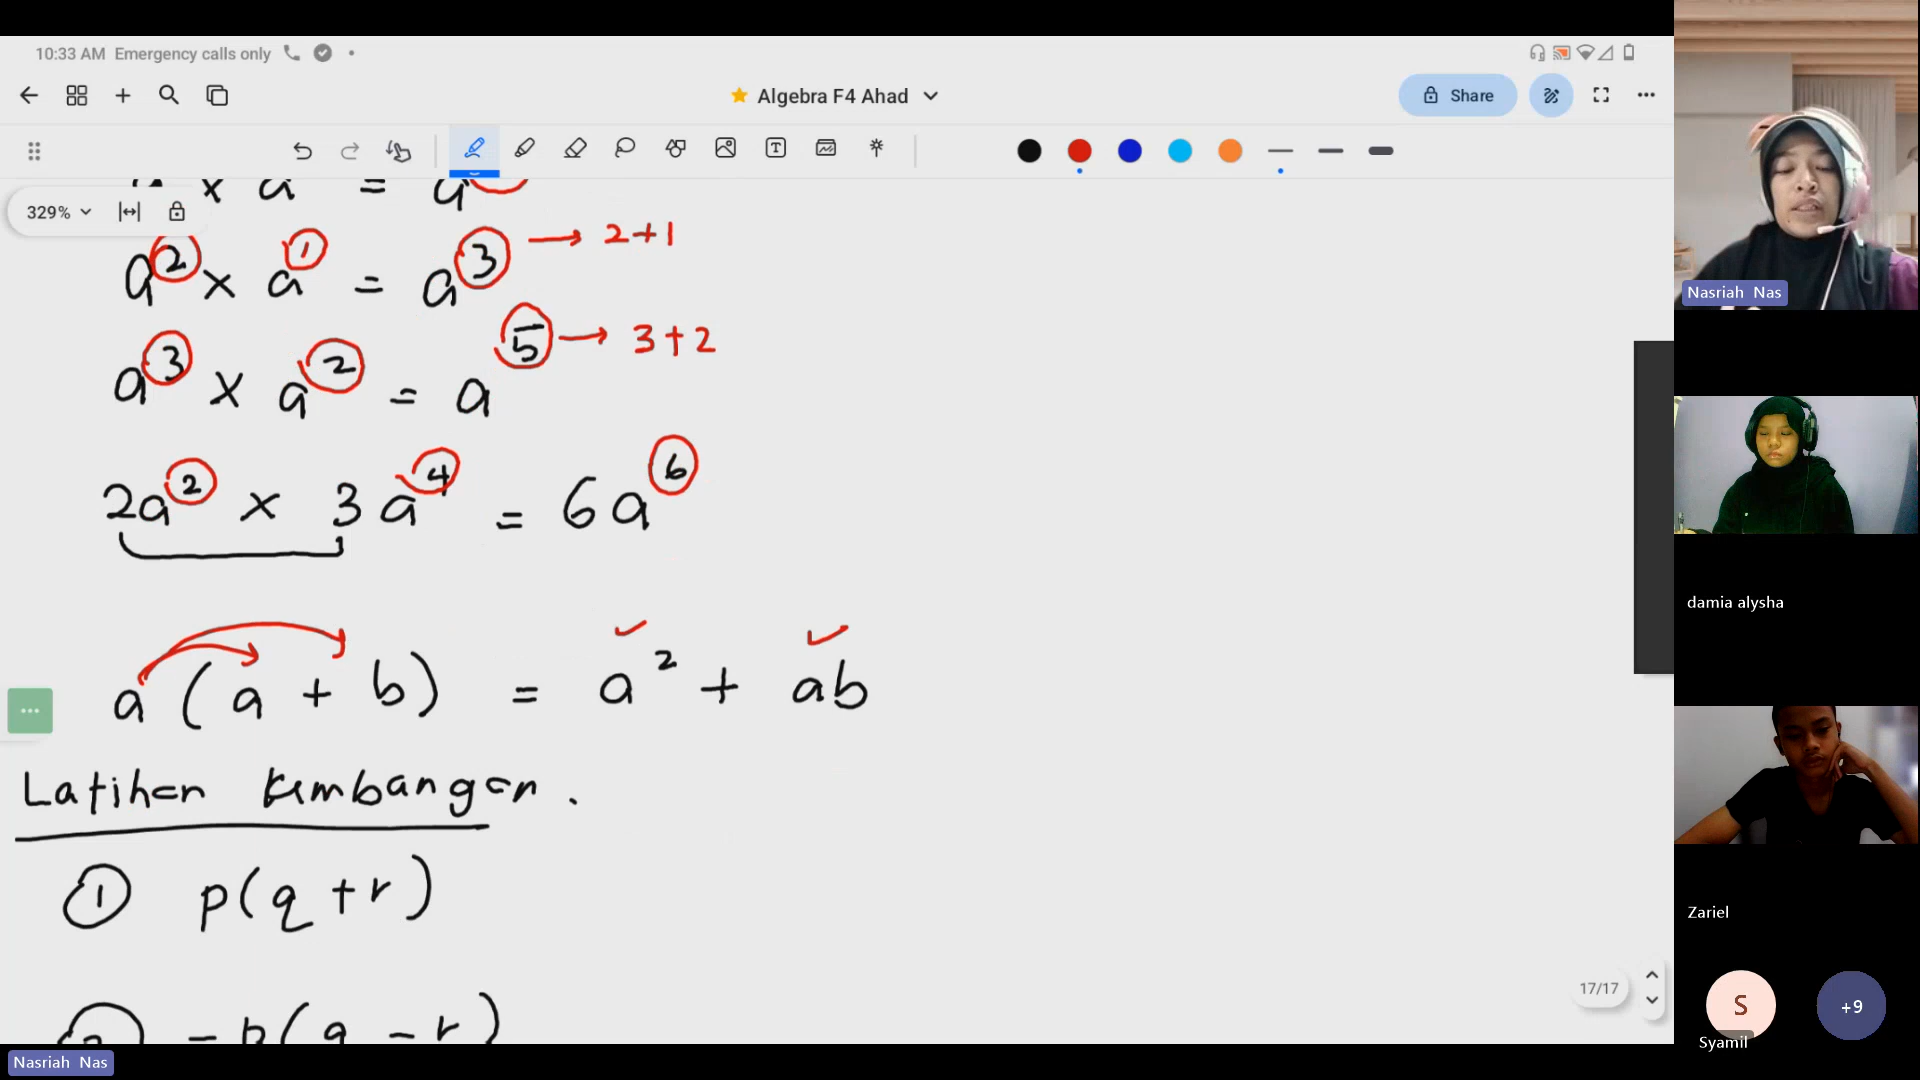 10:33 AM Emergency calls only
Algebra F4 Ahad
Share
329%
a x a = a
a² x a¹ = a³ → 2+1
a³ x a² = a⁵ → 3+2
2a² x 3a⁴ = 6a⁶
a(a + b) = a² + ab
Latihan kembangan.
① p(q + r)
② -p(q - r)
17/17
Nasriah Nas
Nasriah Nas
damia alysha
Zariel
S
+9
Syamil